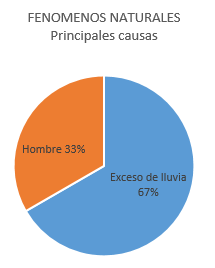 FENOMENOS NATURALES
Principales causas
Hombre 33%
Exceso de lluvia
67%